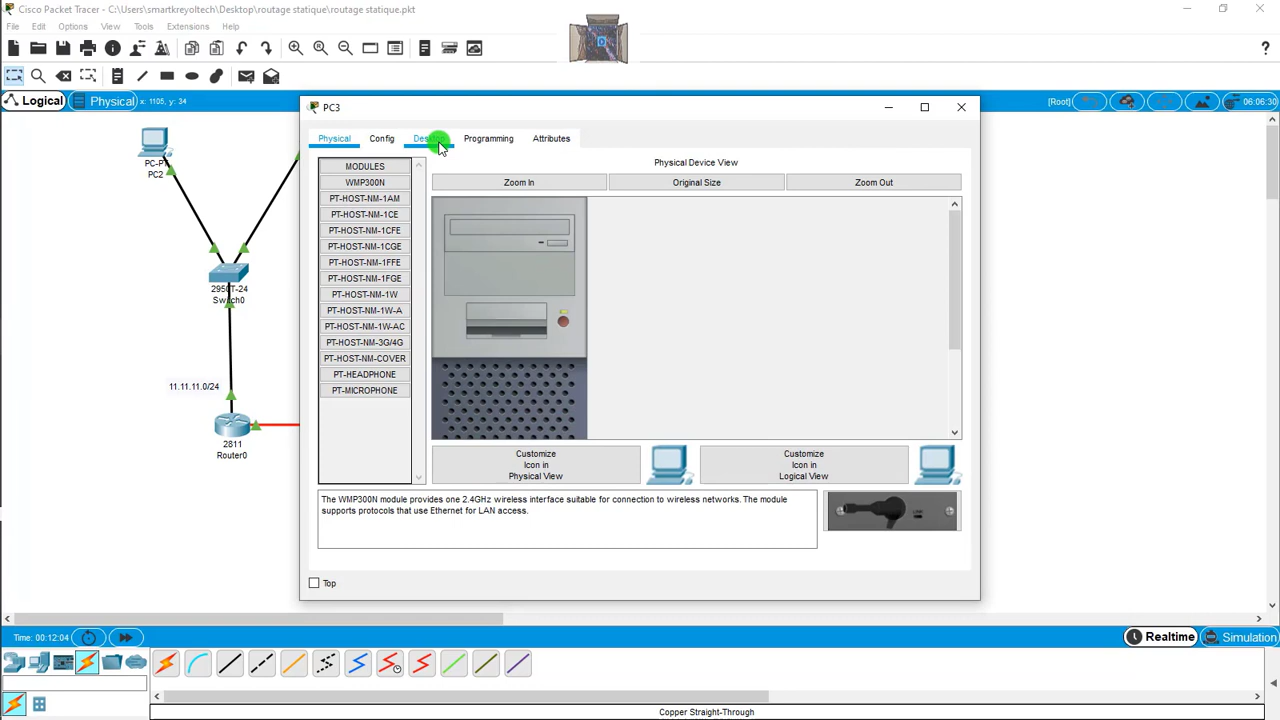 Cisco Packet Tracer - C:\Users\smartkreyoltech\Desktop\routage statique\routage statique.pkt
File Edit Options View Tools Extensions Help
D
?
Logical Physical x: 1105, y: 34 [Root] 06:06:30
PC3
Physical Config Desktop Programming Attributes
MODULES
WMP300N
PT-HOST-NM-1AM
PT-HOST-NM-1CE
PT-HOST-NM-1CFE
PT-HOST-NM-1CGE
PT-HOST-NM-1FFE
PT-HOST-NM-1FGE
PT-HOST-NM-1W
PT-HOST-NM-1W-A
PT-HOST-NM-1W-AC
PT-HOST-NM-3G/4G
PT-HOST-NM-COVER
PT-HEADPHONE
PT-MICROPHONE
Physical Device View
Zoom In Original Size Zoom Out
Customize
Icon in
Physical View
Customize
Icon in
Logical View
The WMP300N module provides one 2.4GHz wireless interface suitable for connection to wireless networks. The module
supports protocols that use Ethernet for LAN access.
Top
PC-PT
PC2
2950T-24
Switch0
11.11.11.0/24
2811
Router0
Time: 00:12:04 Realtime Simulation
Copper Straight-Through